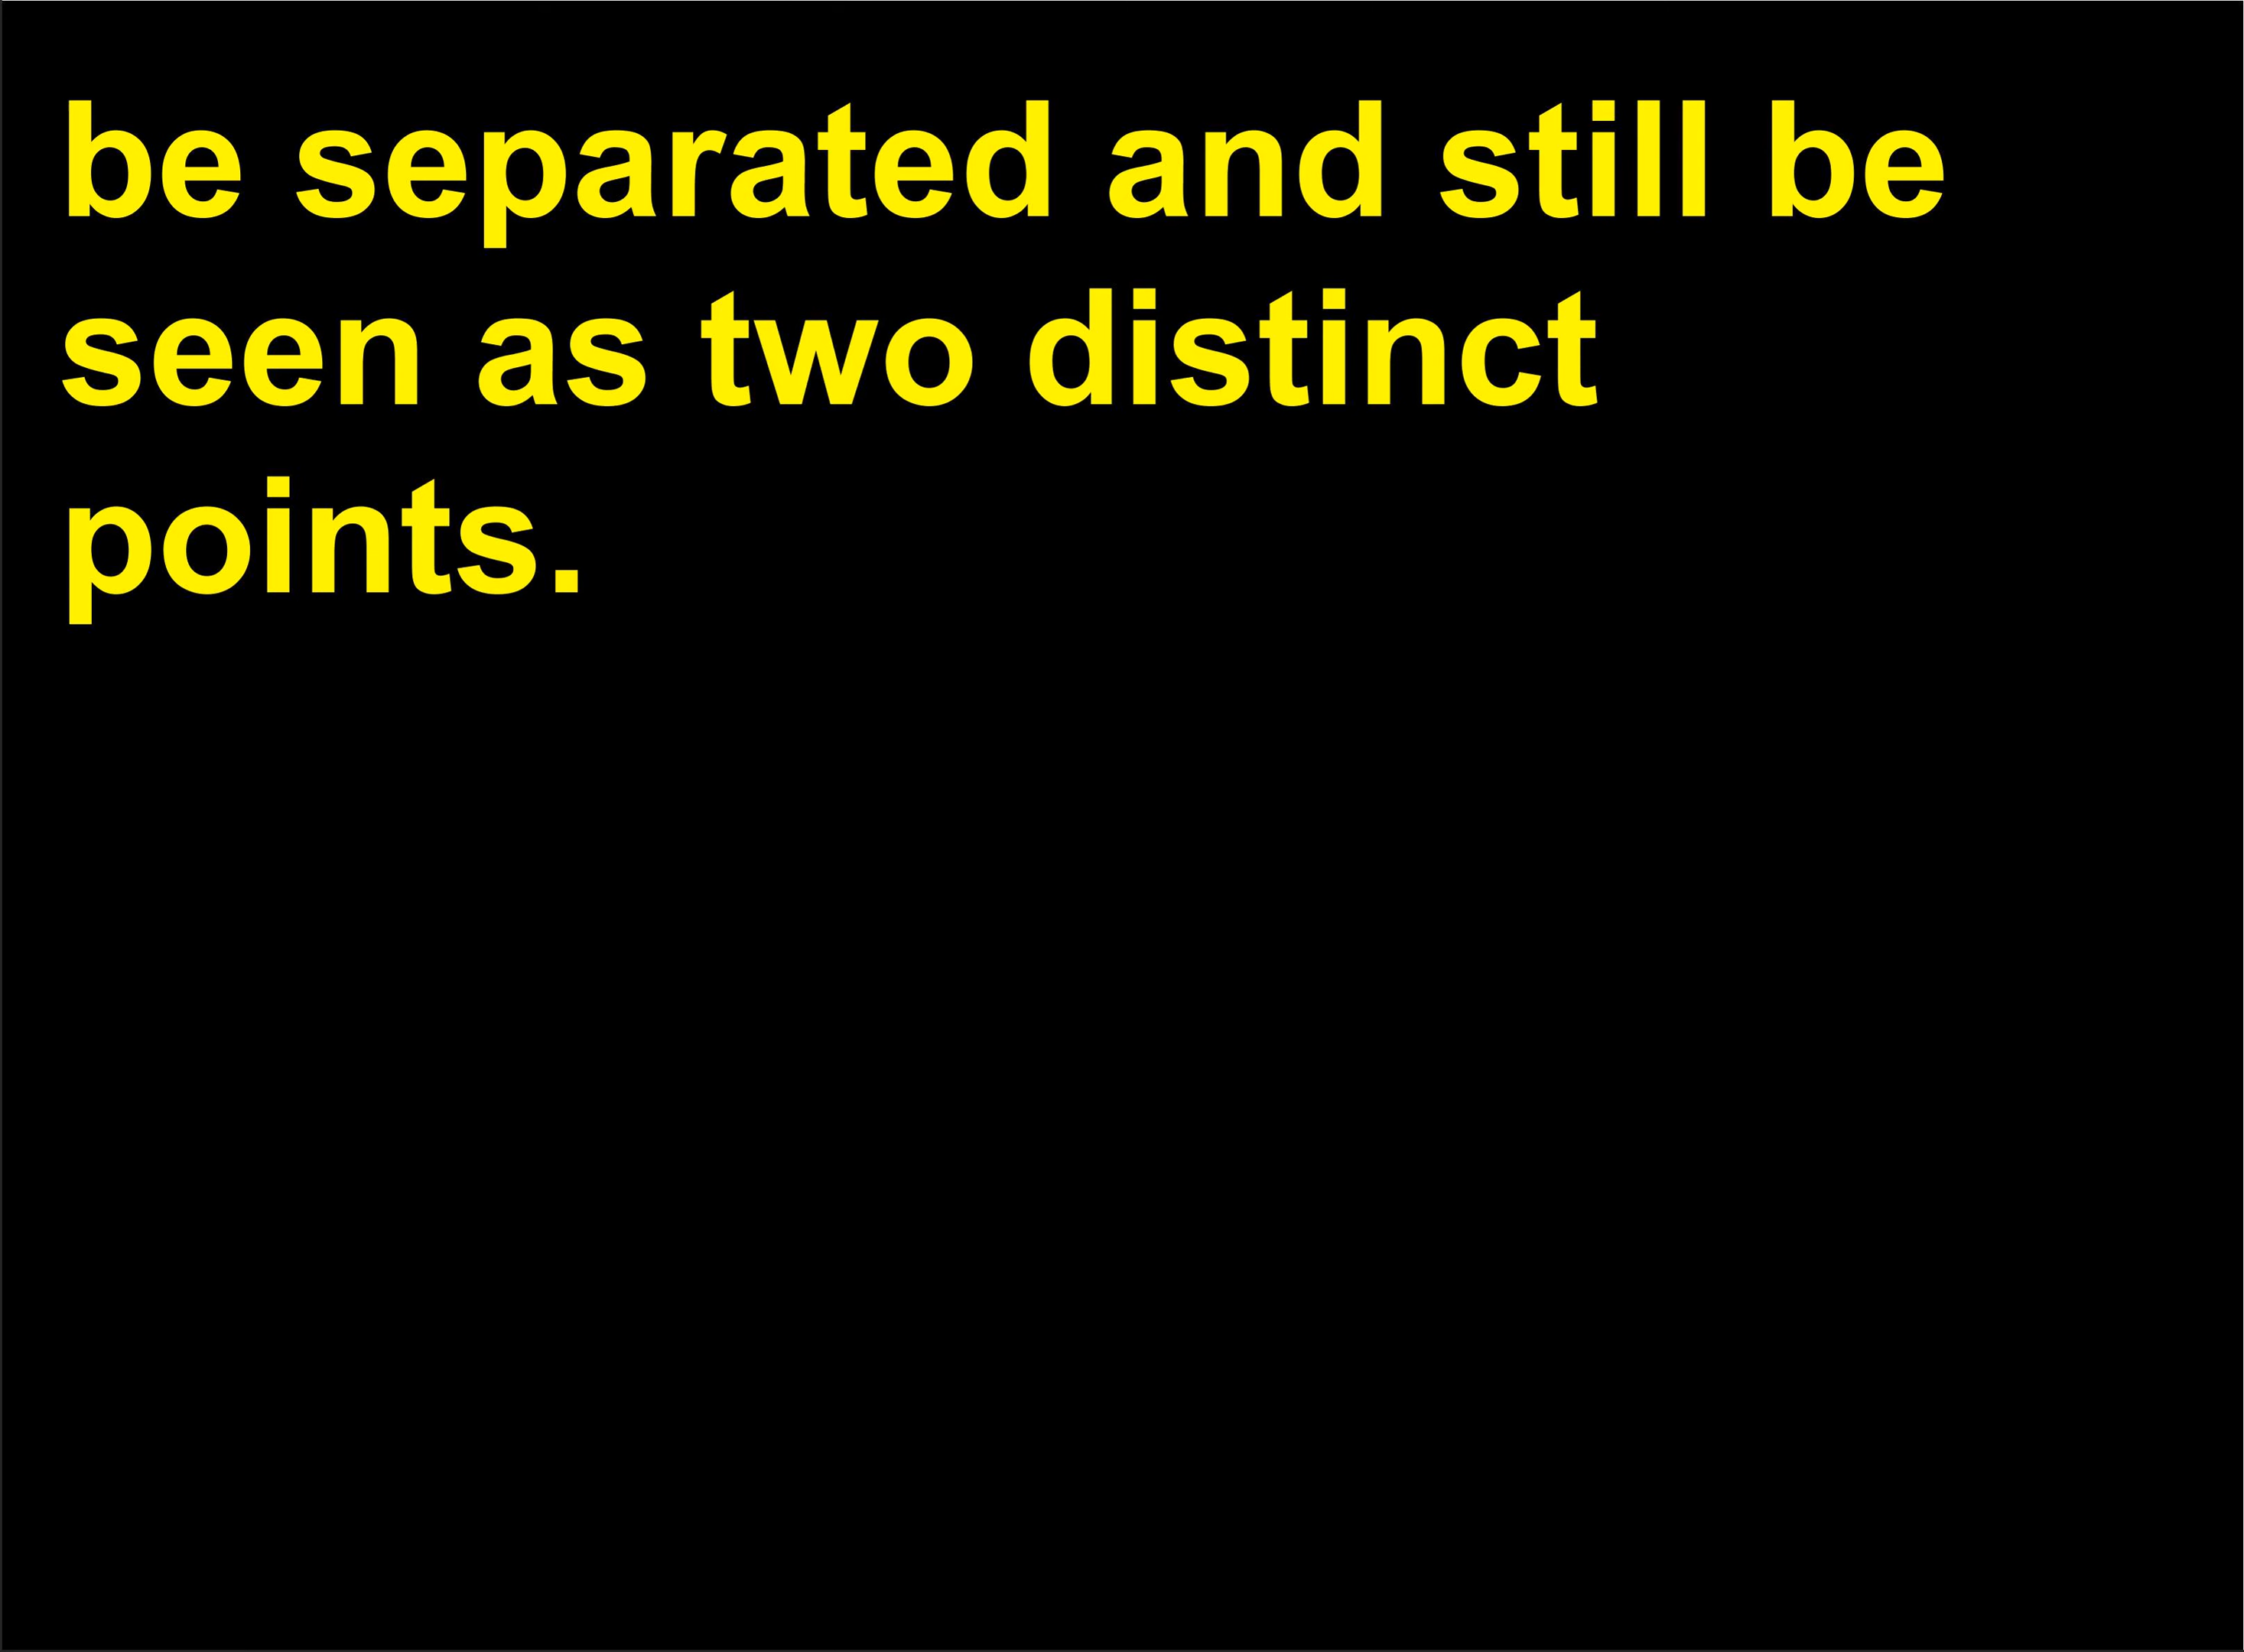 be separated and still be
seen as two distinct
points.